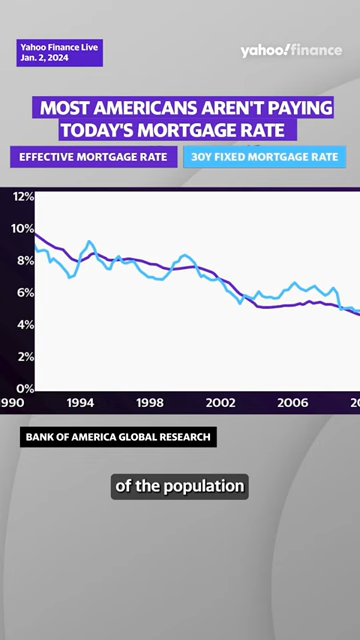 Yahoo Finance Live
Jan. 2, 2024
yahoo!finance
MOST AMERICANS AREN'T PAYING
TODAY'S MORTGAGE RATE
EFFECTIVE MORTGAGE RATE
30Y FIXED MORTGAGE RATE
12%
10%
8%
6%
4%
2%
0%
1990 1994 1998 2002 2006
BANK OF AMERICA GLOBAL RESEARCH
of the population